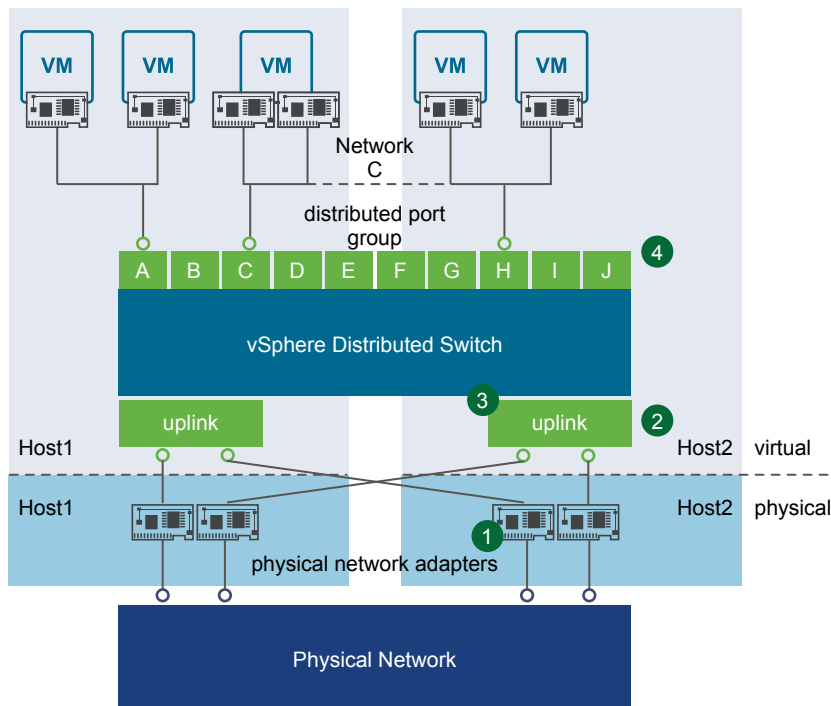 VM VM VM VM VM
Network
C
distributed port
group
4
A B C D E F G H I J
vSphere Distributed Switch
3
uplink uplink 2
Host1 Host2 virtual
Host1 Host2 physical
1
physical network adapters
Physical Network